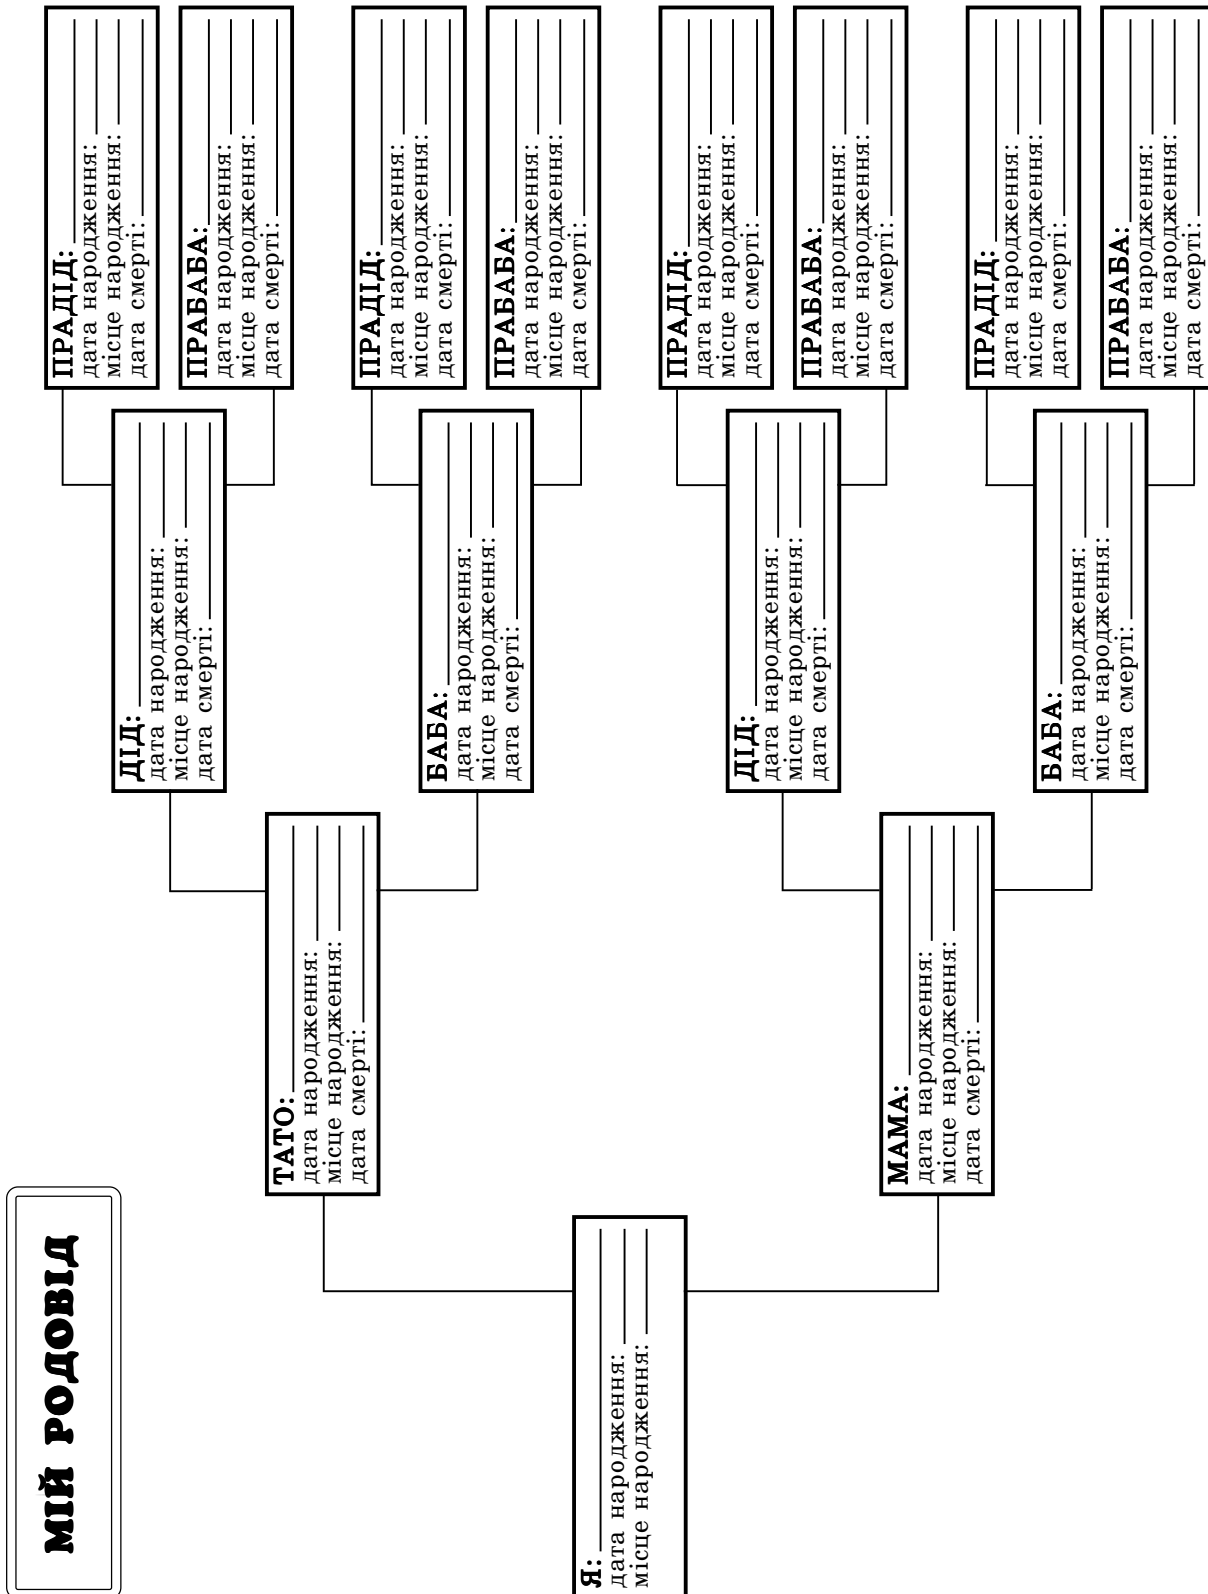 МІЙ РОДОВІД
Я:
дата народження:
місце народження:
ТАТО:
дата народження:
місце народження:
дата смерті:
МАМА:
дата народження:
місце народження:
дата смерті:
ДІД:
дата народження:
місце народження:
дата смерті:
БАБА:
дата народження:
місце народження:
дата смерті:
ДІД:
дата народження:
місце народження:
дата смерті:
БАБА:
дата народження:
місце народження:
дата смерті:
ПРАДІД:
дата народження:
місце народження:
дата смерті:
ПРАБАБА:
дата народження:
місце народження:
дата смерті:
ПРАДІД:
дата народження:
місце народження:
дата смерті:
ПРАБАБА:
дата народження:
місце народження:
дата смерті:
ПРАДІД:
дата народження:
місце народження:
дата смерті:
ПРАБАБА:
дата народження:
місце народження:
дата смерті:
ПРАДІД:
дата народження:
місце народження:
дата смерті:
ПРАБАБА:
дата народження:
місце народження:
дата смерті: